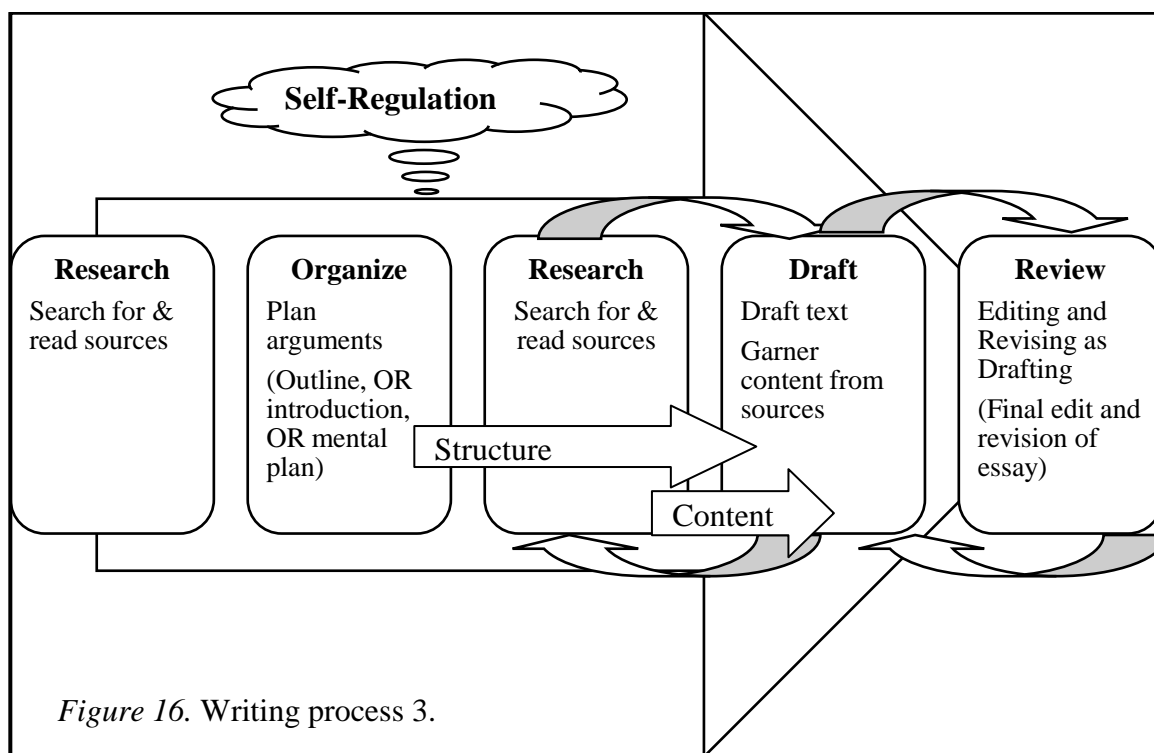 Self-Regulation
Research
Search for &
read sources
Organize
Plan
arguments
(Outline, OR
introduction,
OR mental
plan)
Research
Search for &
read sources
Draft
Draft text
Garner
content from
sources
Review
Editing and
Revising as
Drafting
(Final edit and
revision of
essay)
Structure
Content
Figure 16. Writing process 3.